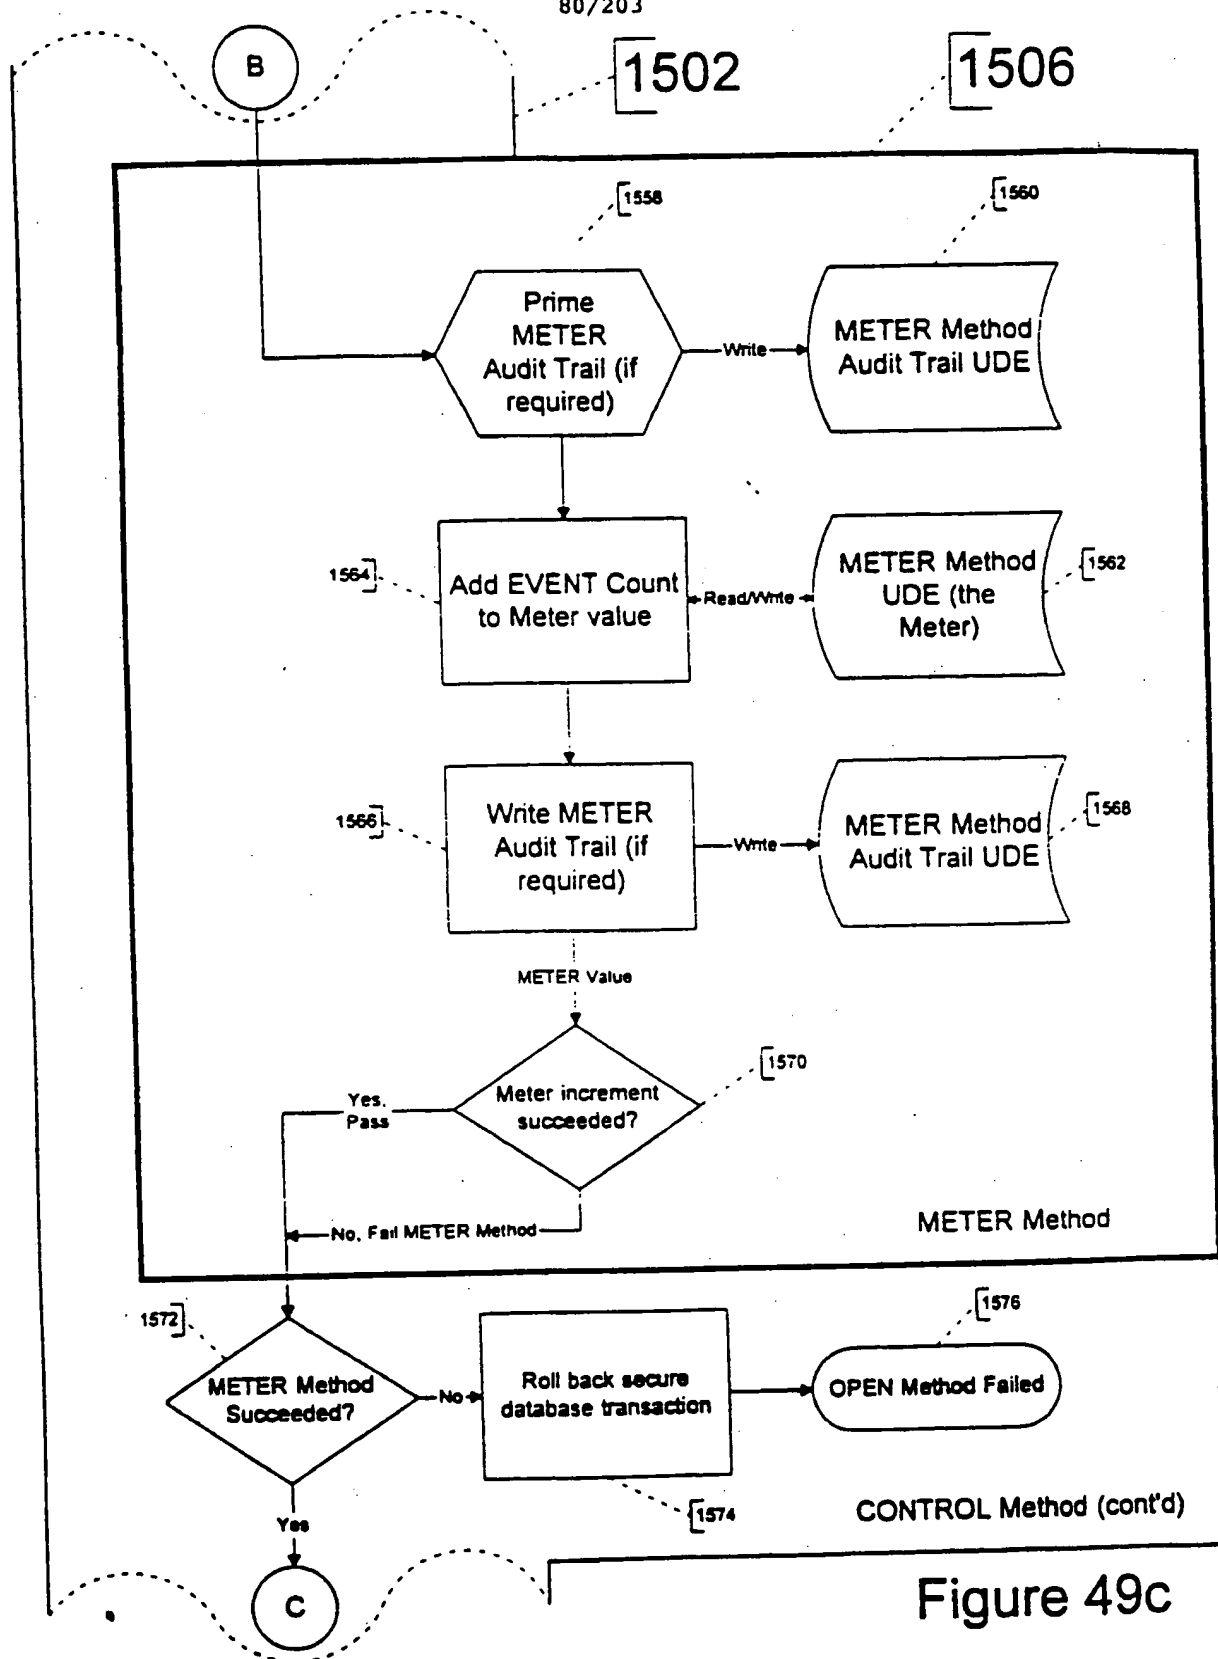 80/203
B
1502
1506
1558
1560
Prime
METER
Audit Trail (if
required)
Write
METER Method
Audit Trail UDE
1564
Add EVENT Count
to Meter value
Read/Write
METER Method
UDE (the
Meter)
1562
1566
Write METER
Audit Trail (if
required)
Write
METER Method
Audit Trail UDE
1568
METER Value
Meter increment
succeeded?
1570
Yes,
Pass
No, Fail METER Method
METER Method
1572
METER Method
Succeeded?
No
Roll back secure
database transaction
1574
OPEN Method Failed
1576
Yes
CONTROL Method (cont'd)
C
Figure 49c